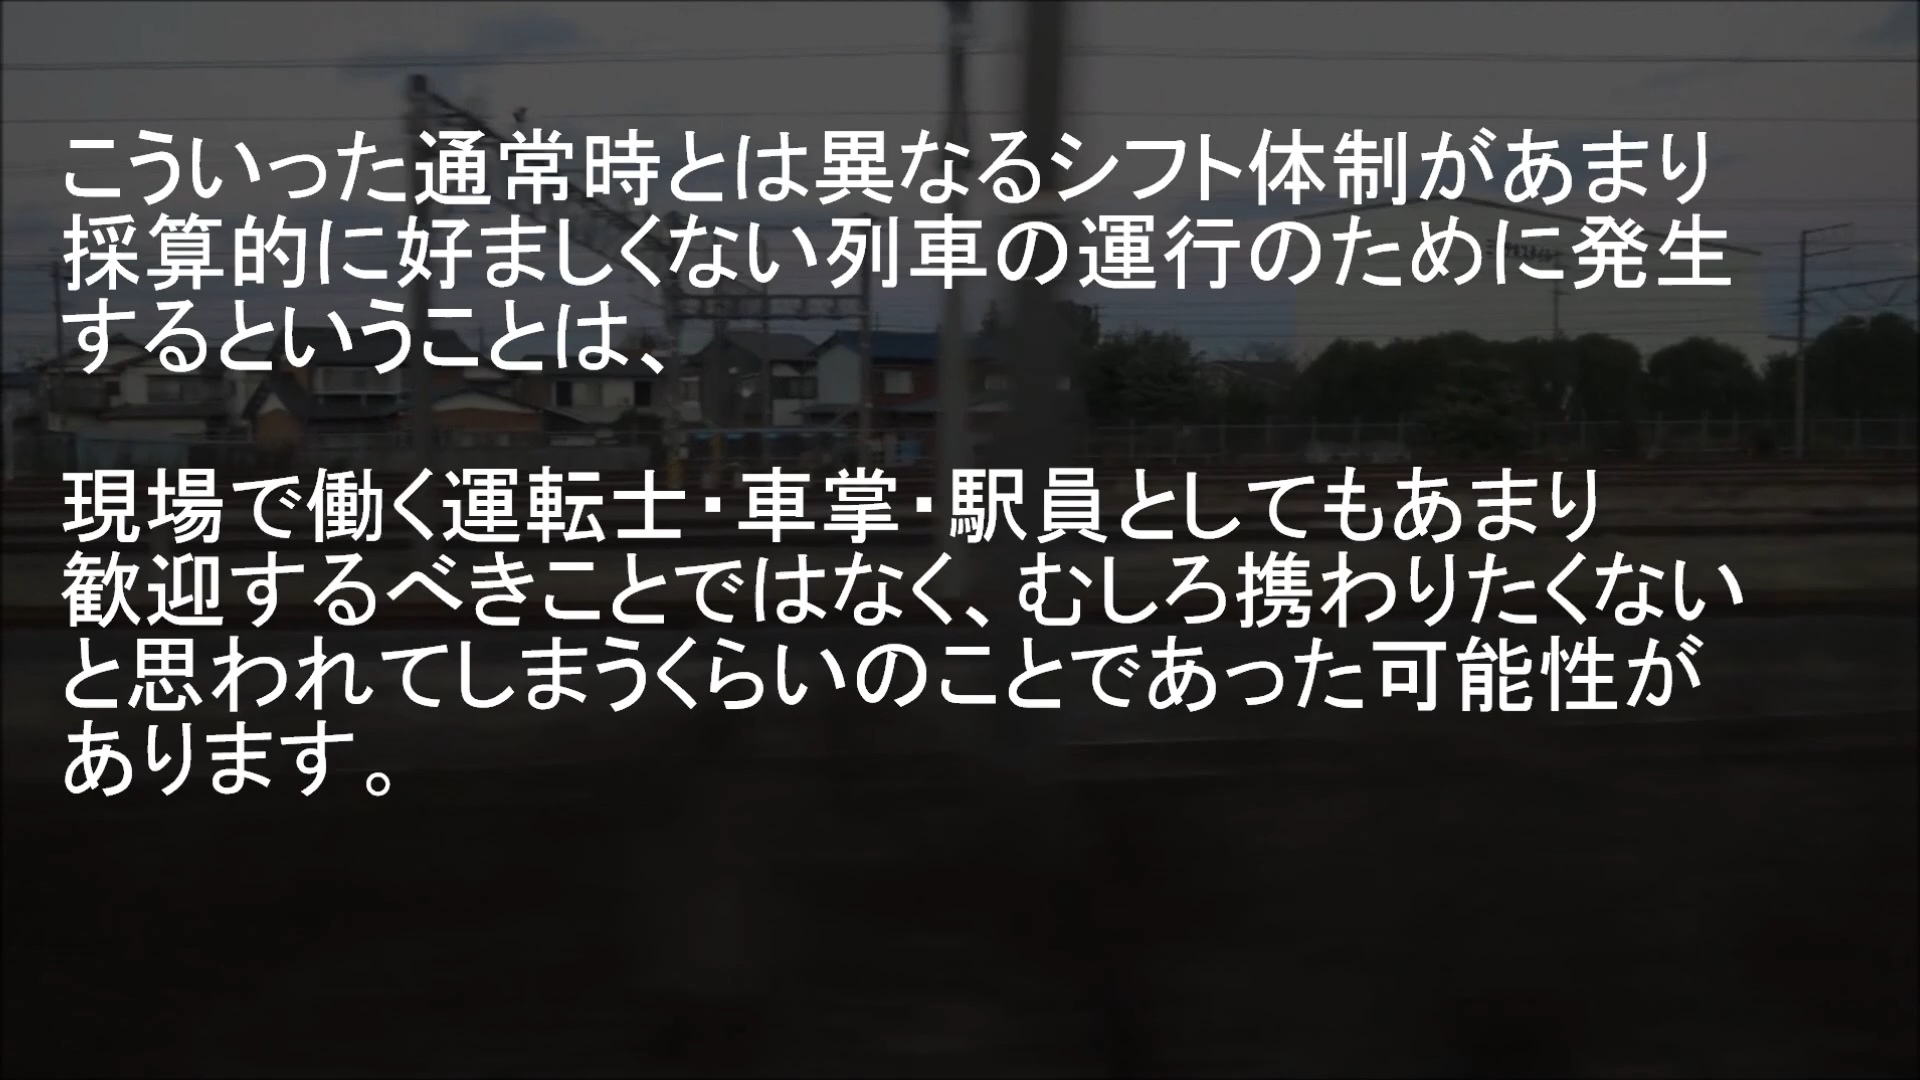 こういった通常時とは異なるシフト体制があまり
採算的に好ましくない列車の運行のために発生
するということは、
現場で働く運転士・車掌・駅員としてもあまり
歓迎するべきことではなく、むしろ携わりたくない
と思われてしまうくらいのことであった可能性が
あります。